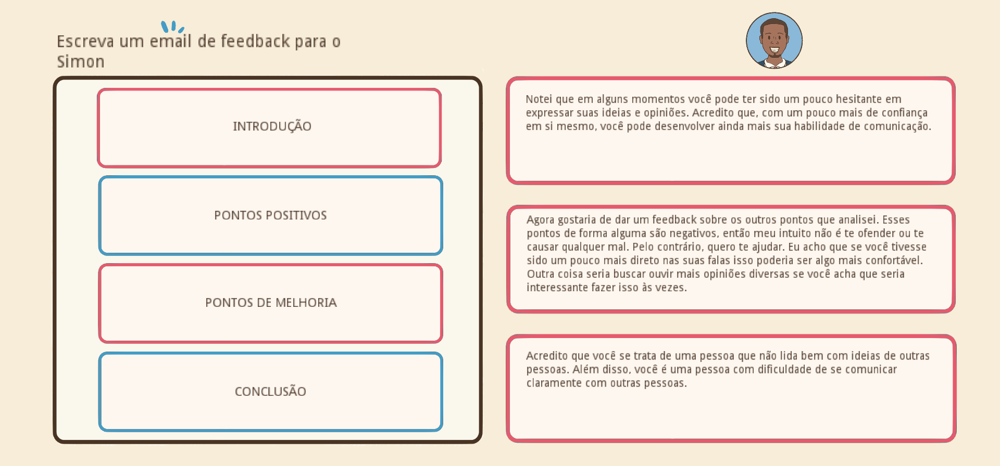 Escreva um email de feedback para o
Simon
INTRODUÇÃO
PONTOS POSITIVOS
PONTOS DE MELHORIA
CONCLUSÃO
Notei que em alguns momentos você pode ter sido um pouco hesitante em
expressar suas ideias e opiniões. Acredito que, com um pouco mais de confiança
em si mesmo, você pode desenvolver ainda mais sua habilidade de comunicação.
Agora gostaria de dar um feedback sobre os outros pontos que analisei. Esses
pontos de forma alguma são negativos, então meu intuito não é te ofender ou te
causar qualquer mal. Pelo contrário, quero te ajudar. Eu acho que se você tivesse
sido um pouco mais direto nas suas falas isso poderia ser algo mais confortável.
Outra coisa seria buscar ouvir mais opiniões diversas se você acha que seria
interessante fazer isso às vezes.
Acredito que você se trata de uma pessoa que não lida bem com ideias de outras
pessoas. Além disso, você é uma pessoa com dificuldade de se comunicar
claramente com outras pessoas.